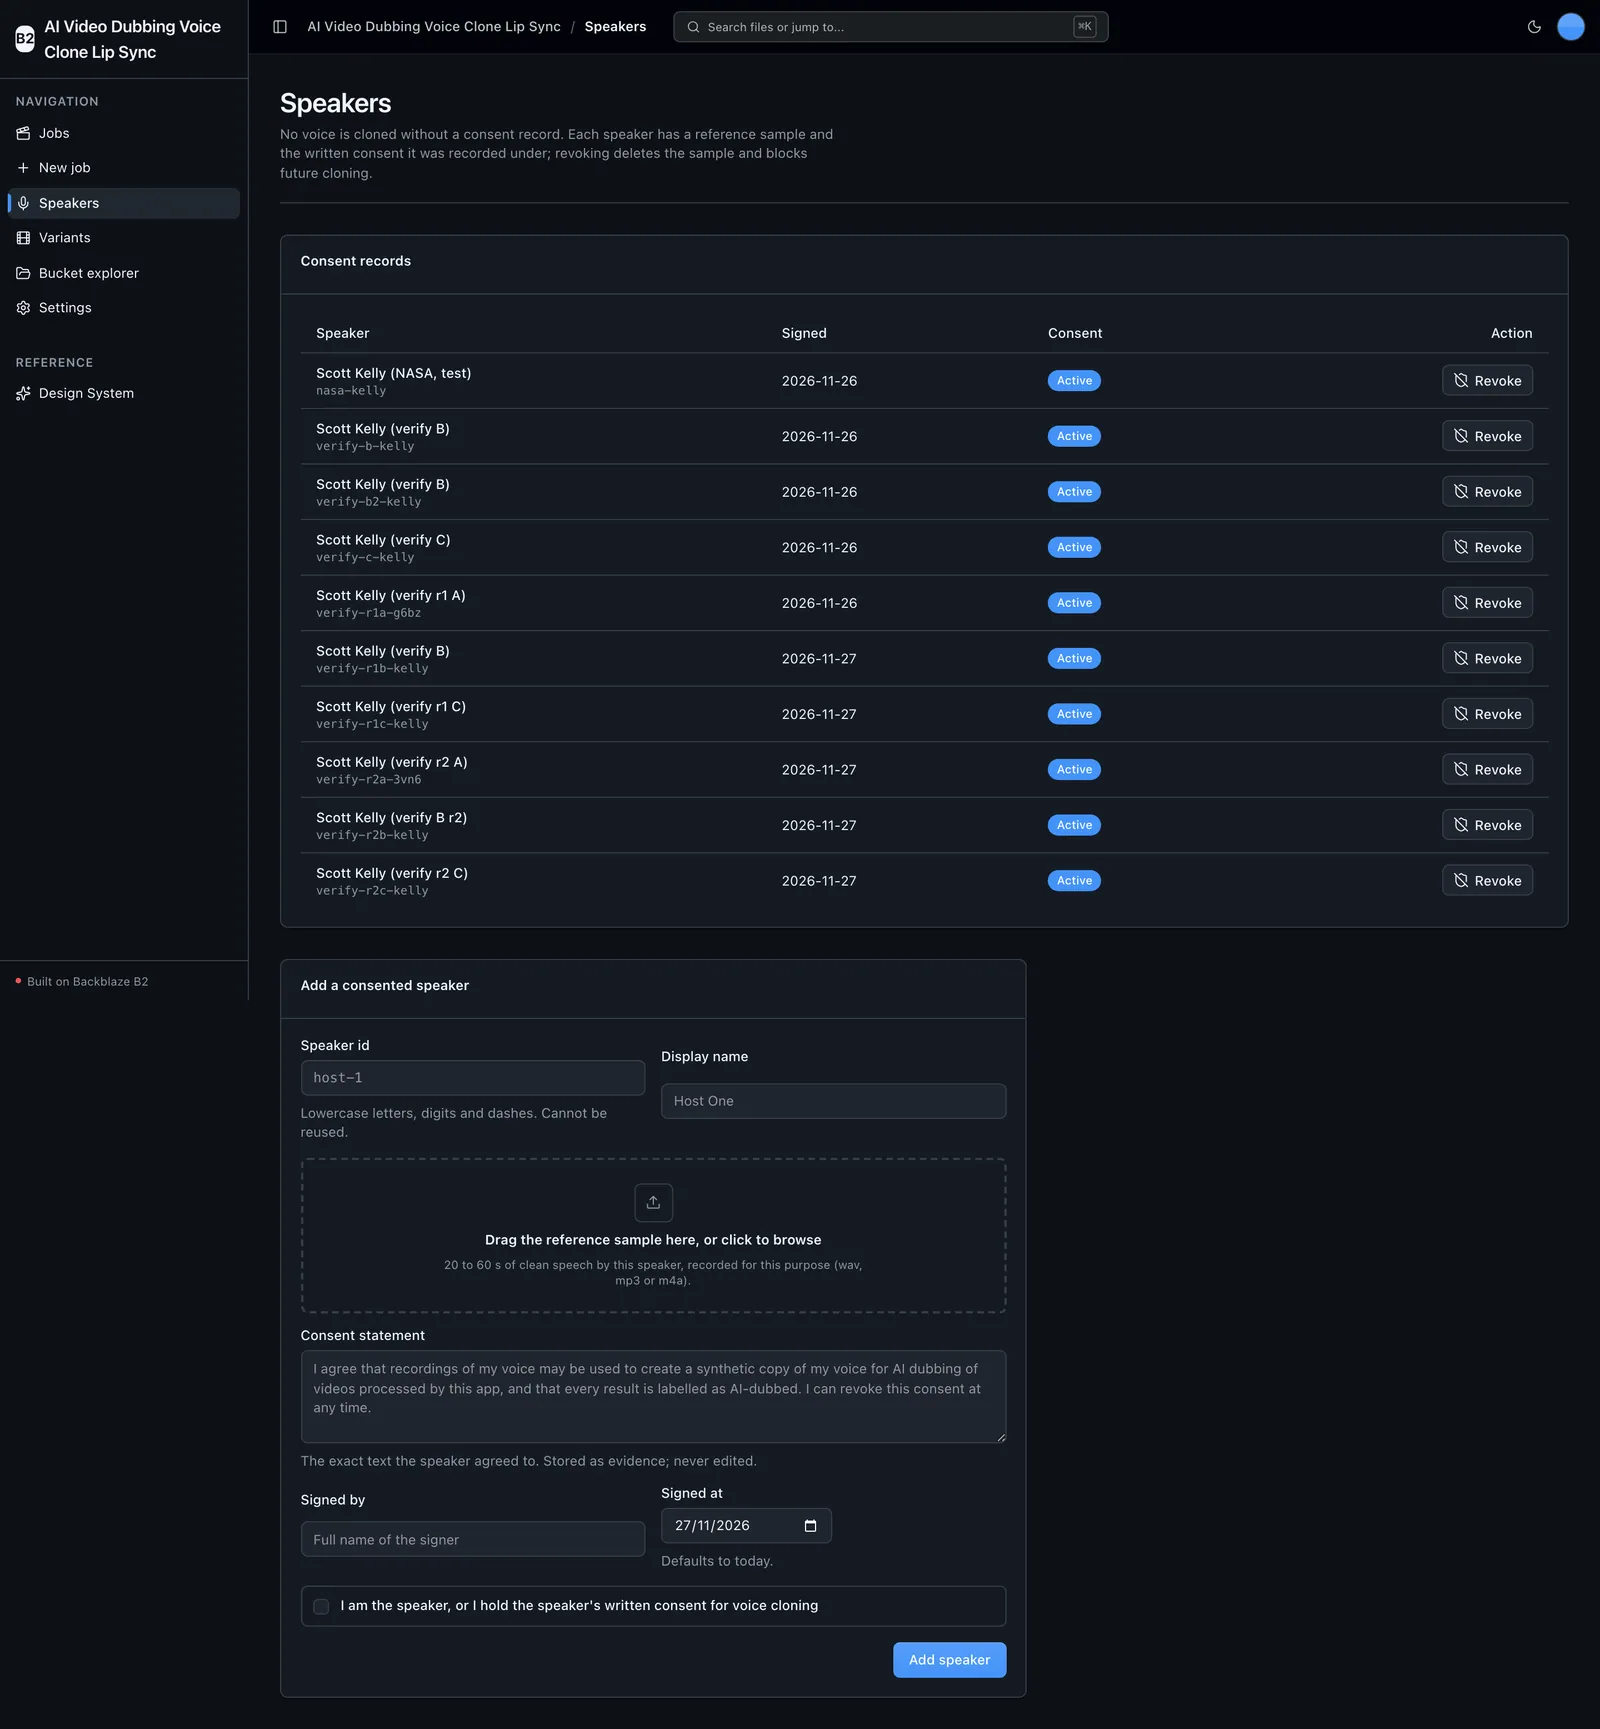 B2
AI Video Dubbing Voice
Clone Lip Sync
AI Video Dubbing Voice Clone Lip Sync / Speakers
Search files or jump to...
⌘K
NAVIGATION
Jobs
New job
Speakers
Variants
Bucket explorer
Settings
REFERENCE
Design System
Built on Backblaze B2
Speakers
No voice is cloned without a consent record. Each speaker has a reference sample and
the written consent it was recorded under; revoking deletes the sample and blocks
future cloning.
Consent records
Speaker Signed Consent Action
Scott Kelly (NASA, test)
nasa-kelly
2026-11-26 Active Revoke
Scott Kelly (verify B)
verify-b-kelly
2026-11-26 Active Revoke
Scott Kelly (verify B)
verify-b2-kelly
2026-11-26 Active Revoke
Scott Kelly (verify C)
verify-c-kelly
2026-11-26 Active Revoke
Scott Kelly (verify r1 A)
verify-r1a-g6bz
2026-11-26 Active Revoke
Scott Kelly (verify B)
verify-r1b-kelly
2026-11-27 Active Revoke
Scott Kelly (verify r1 C)
verify-r1c-kelly
2026-11-27 Active Revoke
Scott Kelly (verify r2 A)
verify-r2a-3vn6
2026-11-27 Active Revoke
Scott Kelly (verify B r2)
verify-r2b-kelly
2026-11-27 Active Revoke
Scott Kelly (verify r2 C)
verify-r2c-kelly
2026-11-27 Active Revoke
Add a consented speaker
Speaker id
host-1
Lowercase letters, digits and dashes. Cannot be
reused.
Display name
Host One
Drag the reference sample here, or click to browse
20 to 60 s of clean speech by this speaker, recorded for this purpose (wav,
mp3 or m4a).
Consent statement
I agree that recordings of my voice may be used to create a synthetic copy of my voice for AI dubbing of
videos processed by this app, and that every result is labelled as AI-dubbed. I can revoke this consent at
any time.
The exact text the speaker agreed to. Stored as evidence; never edited.
Signed by
Full name of the signer
Signed at
27/11/2026
Defaults to today.
I am the speaker, or I hold the speaker's written consent for voice cloning
Add speaker